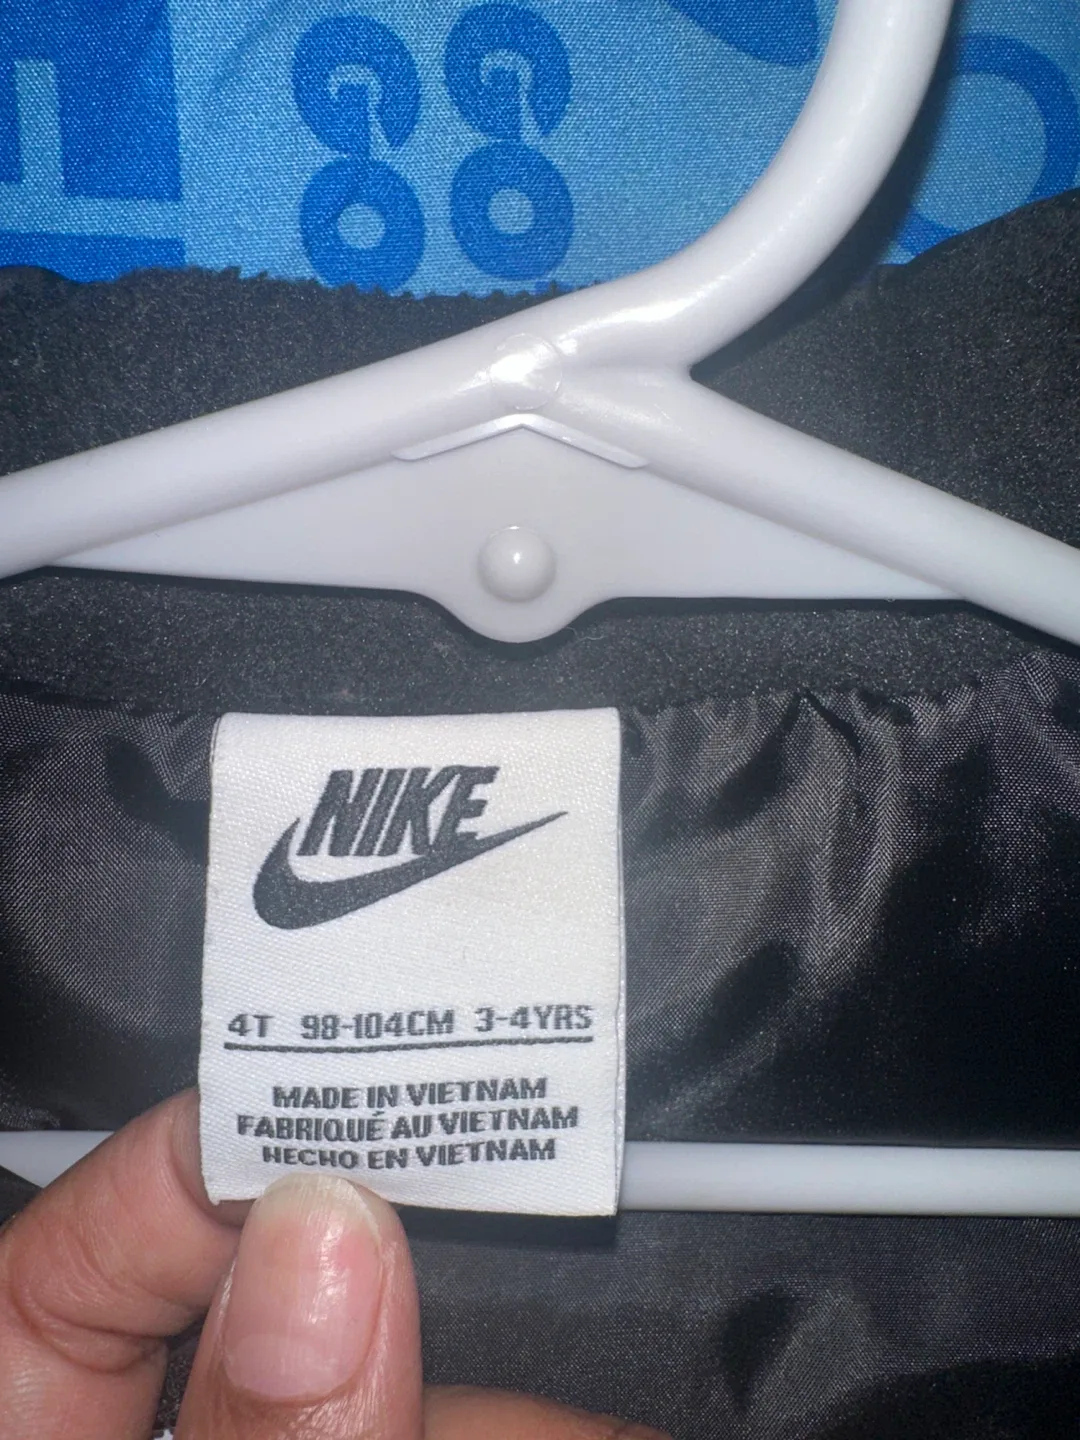 NIKE
4T 98-104CM 3-4YRS
MADE IN VIETNAM
FABRIQUÉ AU VIETNAM
HECHO EN VIETNAM